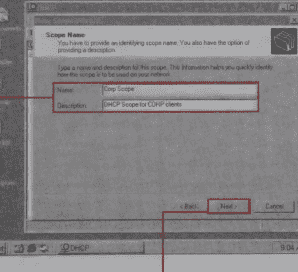 Scope Name
You have to provide an identifying scope name. You also have the option of
providing a description.
Type a name and description for this scope. This information helps you quickly identify
how the scope is to be used on your network.
Name: Corp Scope
Description: DHCP Scope for CORP clients
< Back Next > Cancel
DHCP 9:04